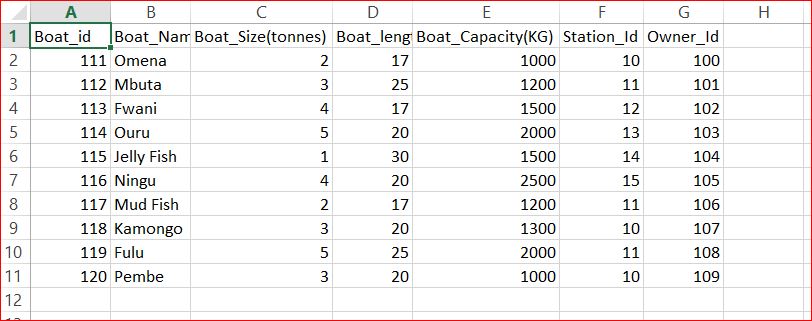 A B C D E F G H
1 Boat_id Boat_Nam Boat_Size(tonnes) Boat_leng Boat_Capacity(KG) Station_Id Owner_Id
2 111 Omena 2 17 1000 10 100
3 112 Mbuta 3 25 1200 11 101
4 113 Fwani 4 17 1500 12 102
5 114 Ouru 5 20 2000 13 103
6 115 Jelly Fish 1 30 1500 14 104
7 116 Ningu 4 20 2500 15 105
8 117 Mud Fish 2 17 1200 11 106
9 118 Kamongo 3 20 1300 10 107
10 119 Fulu 5 25 2000 11 108
11 120 Pembe 3 20 1000 10 109
12